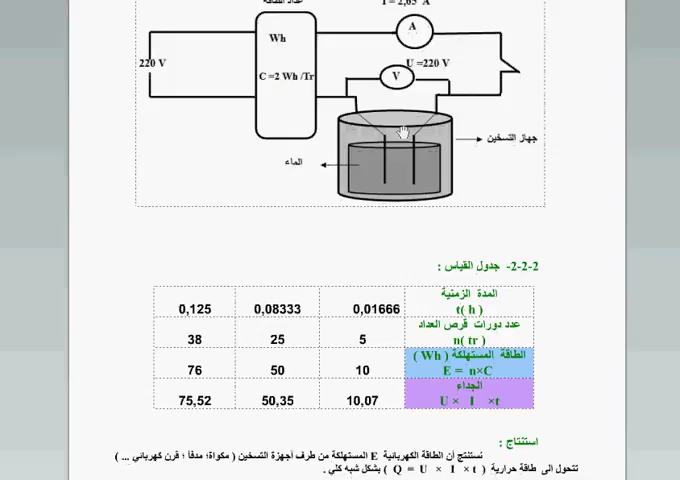 عداد الطاقة
I = 2,65 A
A
Wh
220 V
U =220 V
V
C =2 Wh /Tr
جهاز التسخين
الماء
2-2-2- جدول القياس :
المدة الزمنية
t( h ) 0,01666 0,08333 0,125
عدد دورات قرص العداد
n( tr ) 5 25 38
الطاقة المستهلكة ( Wh )
E = n×C 10 50 76
الجداء
U × I ×t 10,07 50,35 75,52
استنتاج :
نستنتج أن الطاقة الكهربائية E المستهلكة من طرف أجهزة التسخين ( مكواة؛ مدفأ ؛ فرن كهربائي ... )
تتحول الى طاقة حرارية ( Q = U × I × t ) بشكل شبه كلي .